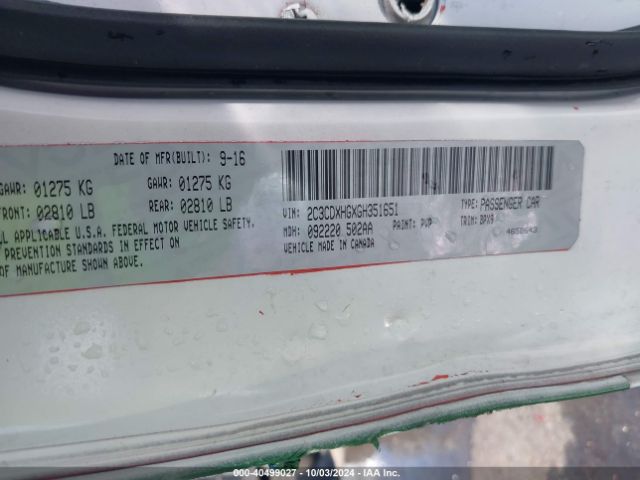 DATE OF MFR(BUILT): 9-16
GAWR: 01275 KG GAWR: 01275 KG
FRONT: 02810 LB REAR: 02810 LB
APPLICABLE U.S.A. FEDERAL MOTOR VEHICLE SAFETY,
PREVENTION STANDARDS IN EFFECT
OF MANUFACTURE SHOWN ABOVE.
VIN: 2C3CDXHGXGH351651 TYPE: PASSENGER CAR
MDH: 092220 502AA PAINT: PW7 TRIM: BPX9
VEHICLE MADE IN CANADA
000-40499027 - 10/03/2024 - IAA Inc.